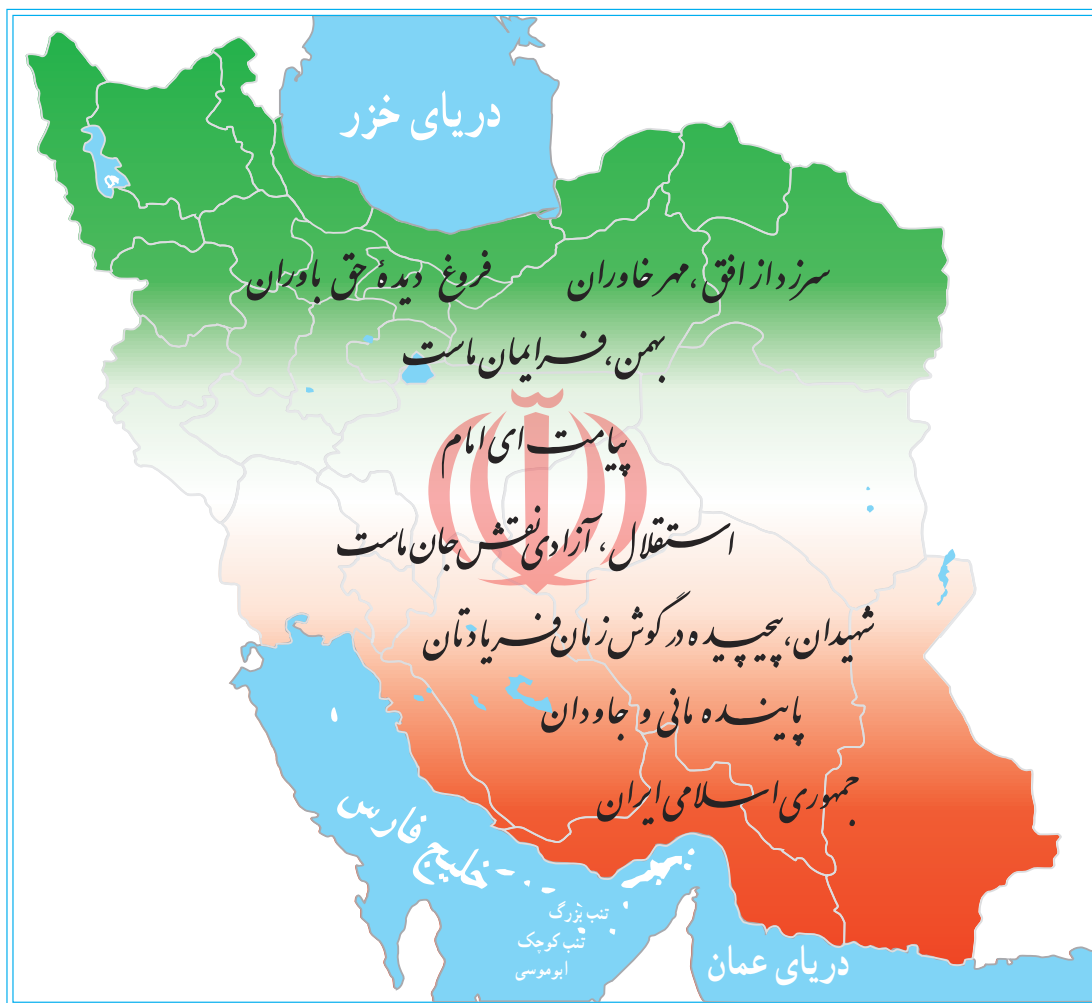 دریای خزر
سر زد از افق، مهر خاوران	فروغ دیدهٔ حق باوران
بهمن، فر ایمان ماست
پیامت ای امام
استقلال، آزادی نقش جان ماست
شهیدان، پیچیده در گوش زمان فریادتان
پاینده مانی و جاودان
جمهوری اسلامی ایران
خلیج فارس
تنب بزرگ
تنب کوچک
ابوموسی
دریای عمان